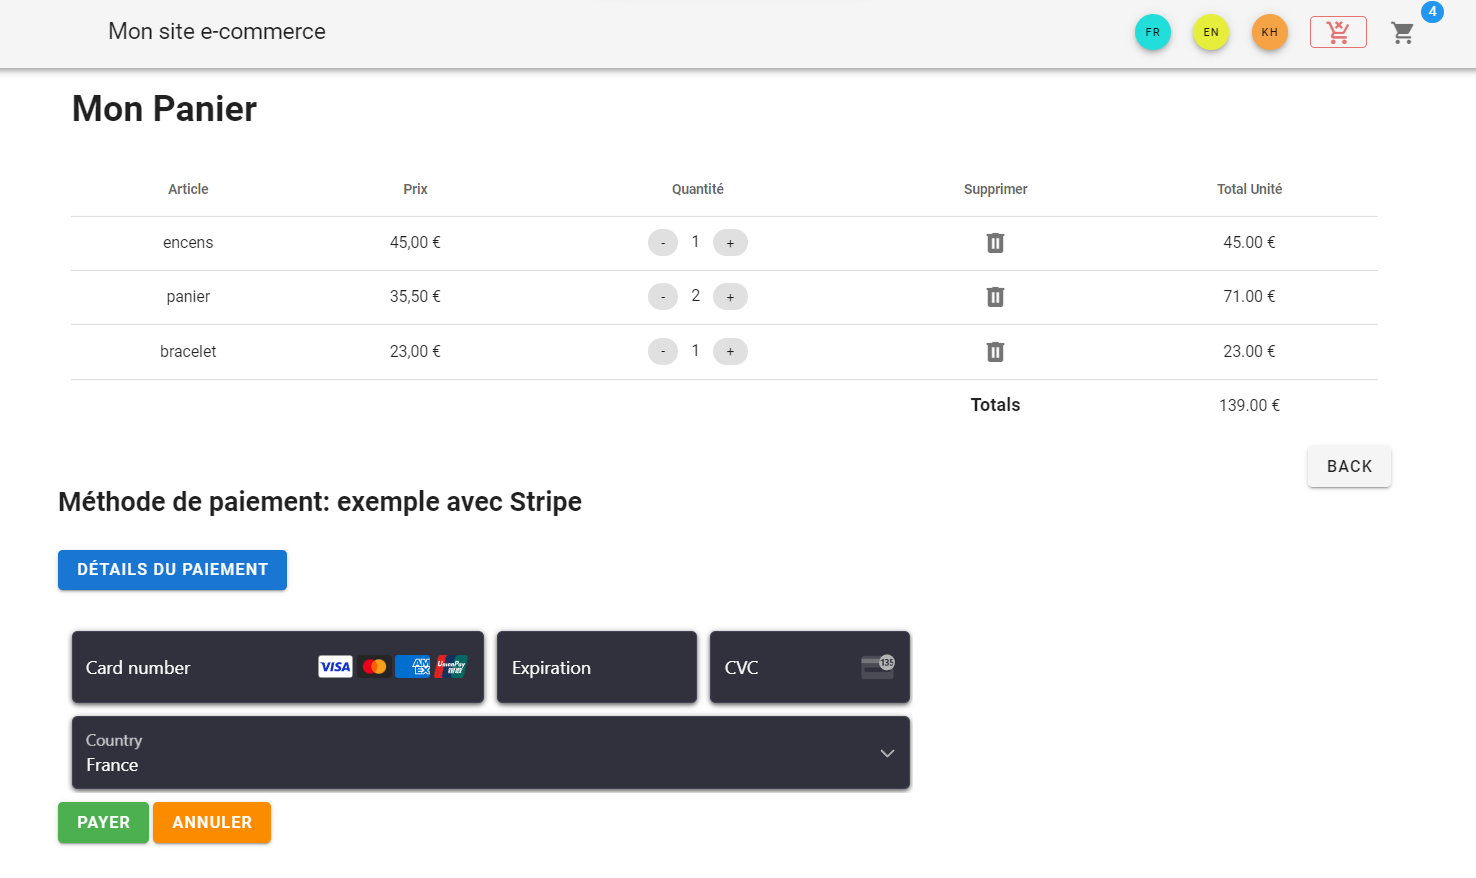 Mon site e-commerce FR EN KH 4
Mon Panier
Article Prix Quantité Supprimer Total Unité
encens 45,00 € - 1 + 45.00 €
panier 35,50 € - 2 + 71.00 €
bracelet 23,00 € - 1 + 23.00 €
Totals 139.00 €
BACK
Méthode de paiement: exemple avec Stripe
DÉTAILS DU PAIEMENT
Card number VISA AM EX UnionPay Expiration CVC 135
Country
France
PAYER ANNULER